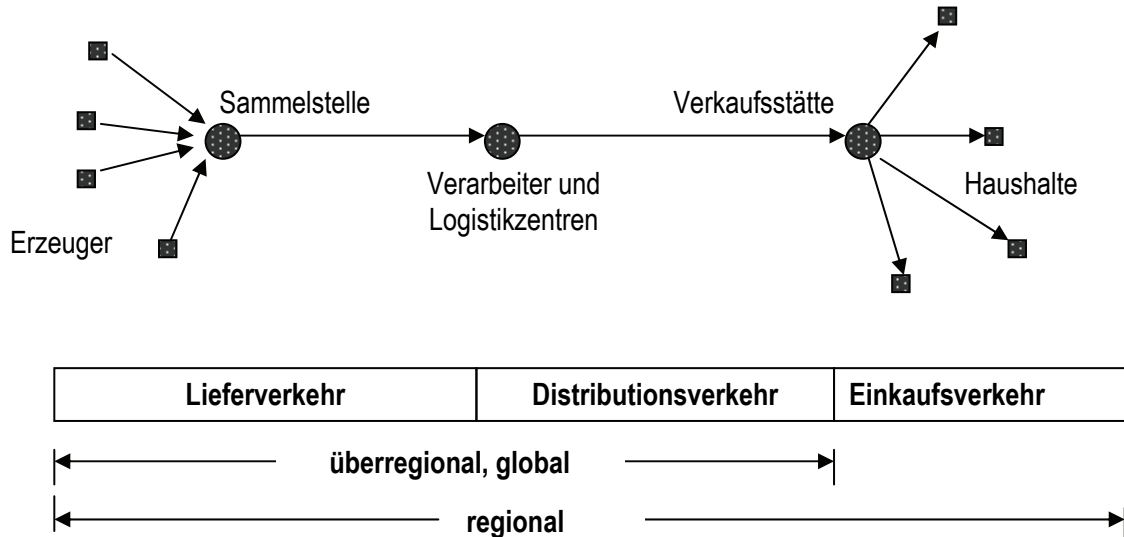 Sammelstelle
Verkaufsstätte
Verarbeiter und
Logistikzentren
Haushalte
Erzeuger
Lieferverkehr
Distributionsverkehr
Einkaufsverkehr
überregional, global
regional